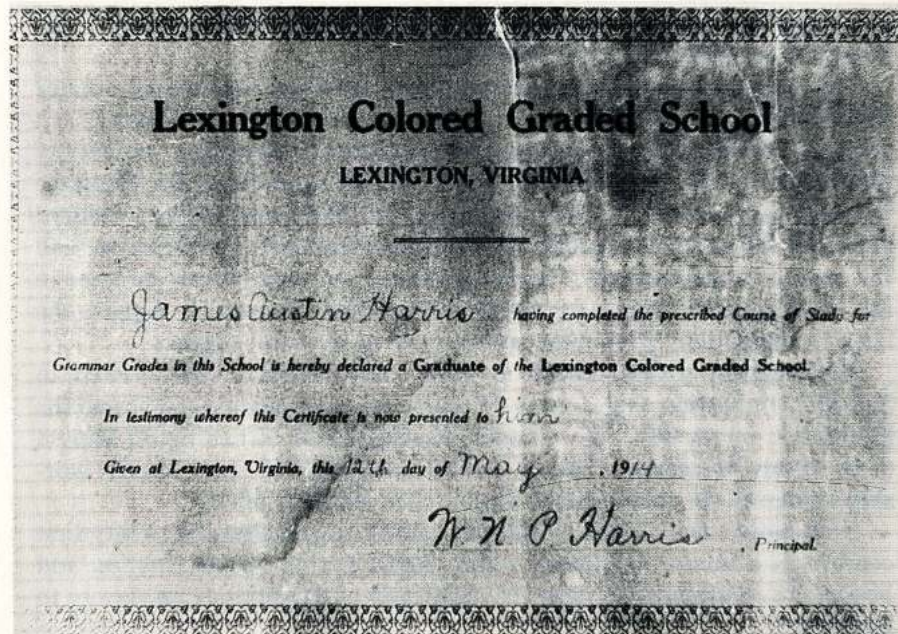 Lexington Colored Graded School
LEXINGTON, VIRGINIA
James Austin Harris having completed the prescribed Course of Study for
Grammar Grades in this School is hereby declared a Graduate of the Lexington Colored Graded School.
In testimony whereof this Certificate is now presented to him
Given at Lexington, Virginia, this 12th day of May , 1914
W. N. P. Harris , Principal.